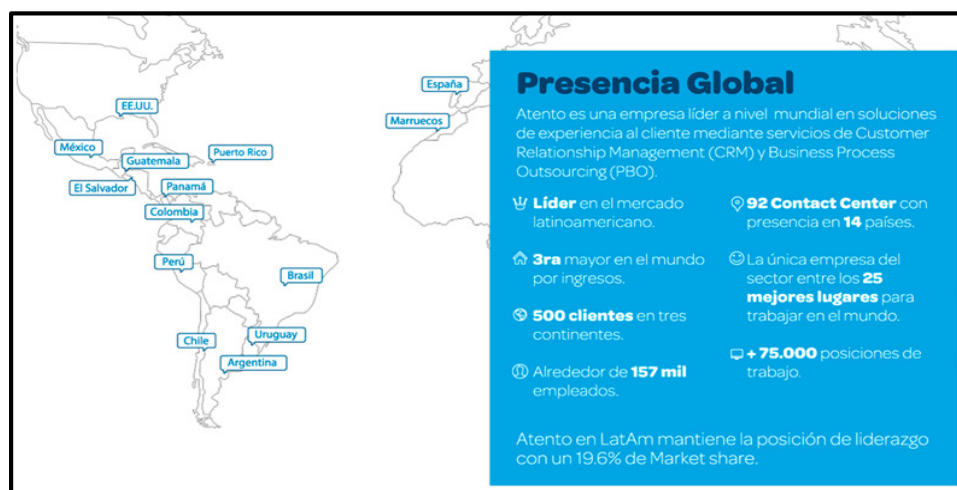 EE.UU.
México
Guatemala
Puerto Rico
El Salvador
Panamá
Colombia
Perú
Brasil
Chile
Uruguay
Argentina
España
Marruecos
Presencia Global
Atento es una empresa líder a nivel mundial en soluciones
de experiencia al cliente mediante servicios de Customer
Relationship Management (CRM) y Business Process
Outsourcing (PBO).
Líder en el mercado
latinoamericano.
3ra mayor en el mundo
por ingresos.
500 clientes en tres
continentes.
Alrededor de 157 mil
empleados.
92 Contact Center con
presencia en 14 países.
La única empresa del
sector entre los 25
mejores lugares para
trabajar en el mundo.
+ 75.000 posiciones de
trabajo.
Atento en LatAm mantiene la posición de liderazgo
con un 19.6% de Market share.